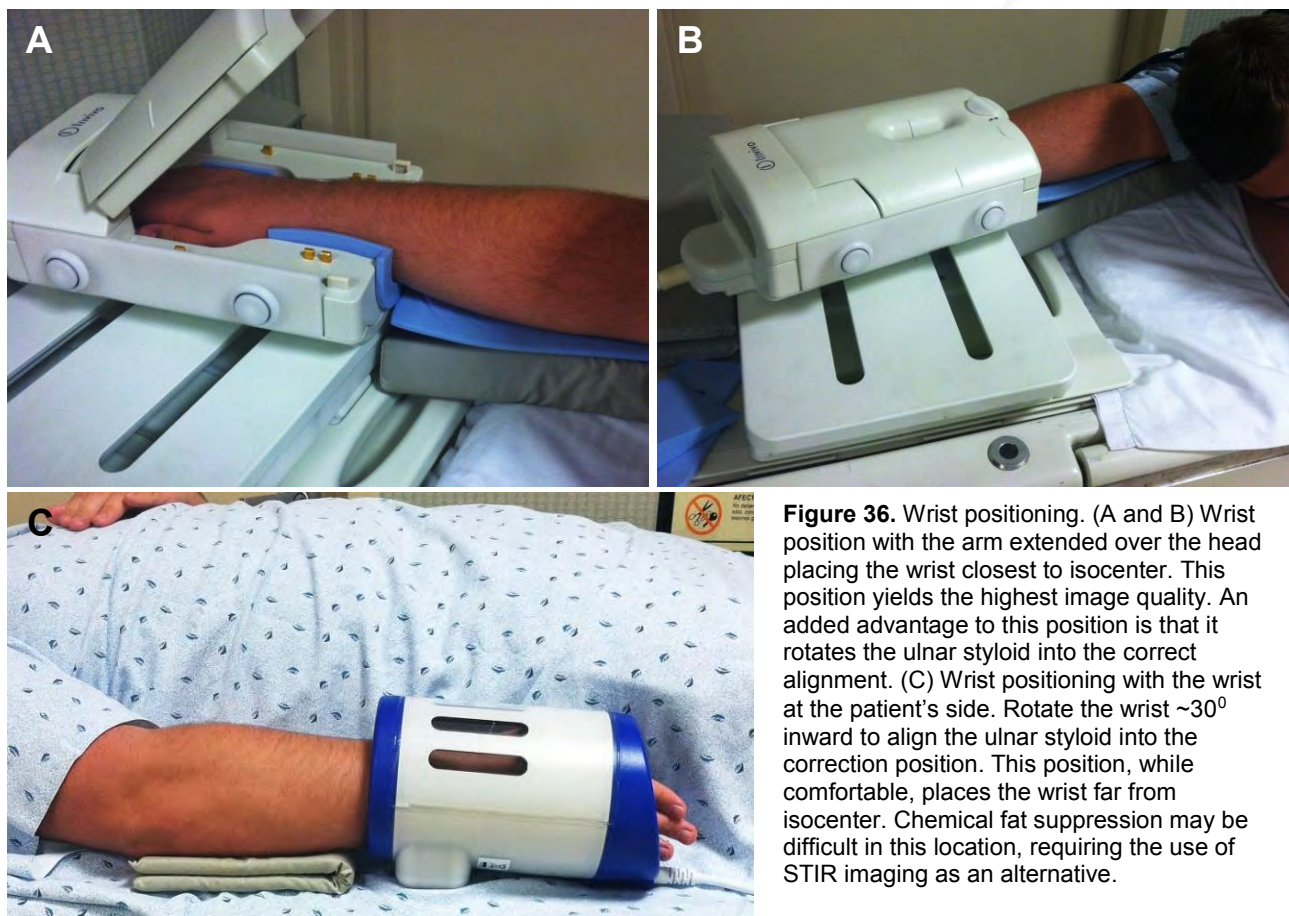 A
Invivo
B
Invivo
C
AFECT
Figure 36. Wrist positioning. (A and B) Wrist
position with the arm extended over the head
placing the wrist closest to isocenter. This
position yields the highest image quality. An
added advantage to this position is that it
rotates the ulnar styloid into the correct
alignment. (C) Wrist positioning with the wrist
at the patient’s side. Rotate the wrist ~30⁰
inward to align the ulnar styloid into the
correction position. This position, while
comfortable, places the wrist far from
isocenter. Chemical fat suppression may be
difficult in this location, requiring the use of
STIR imaging as an alternative.